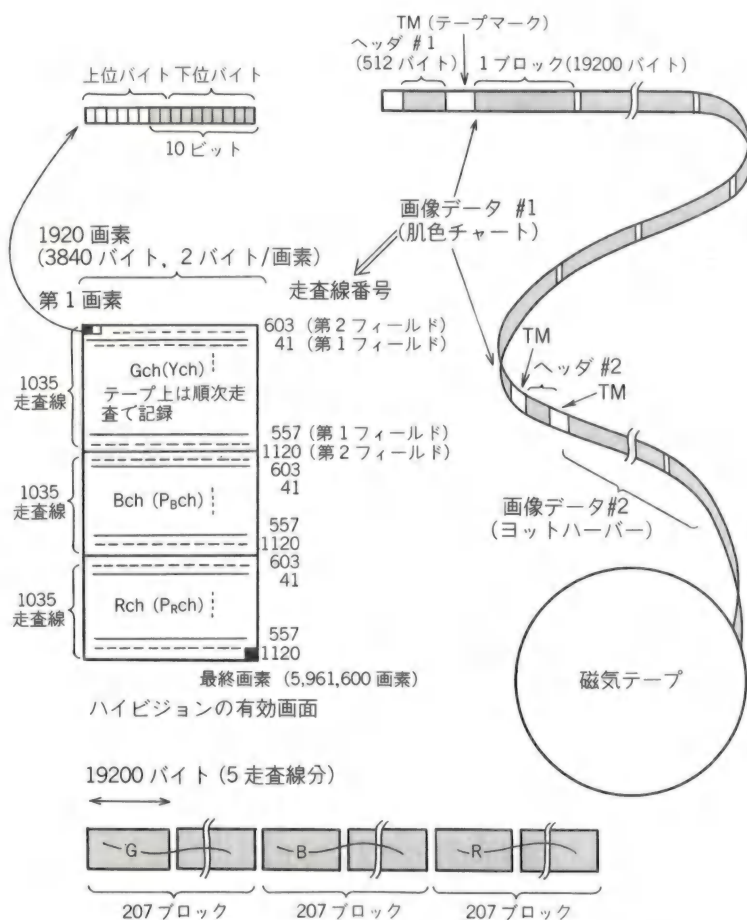 TM (テープマーク)
ヘッダ #1
(512 バイト)
1 ブロック(19200 バイト)
上位バイト 下位バイト
10 ビット
画像データ #1
(肌色チャート)
1920 画素
(3840 バイト, 2 バイト/画素)
走査線番号
第 1 画素
603 (第 2 フィールド)
41 (第 1 フィールド)
Gch(Ych)
テープ上は順次走
査で記録
1035
走査線
557 (第 1 フィールド)
1120 (第 2 フィールド)
603
41
Bch (PBch)
1035
走査線
557
1120
603
41
Rch (PRch)
1035
走査線
557
1120
最終画素 (5,961,600 画素)
ハイビジョンの有効画面
TM
ヘッダ #2
TM
画像データ#2
(ヨットハーバー)
磁気テープ
19200 バイト (5 走査線分)
G
B
R
207 ブロック
207 ブロック
207 ブロック